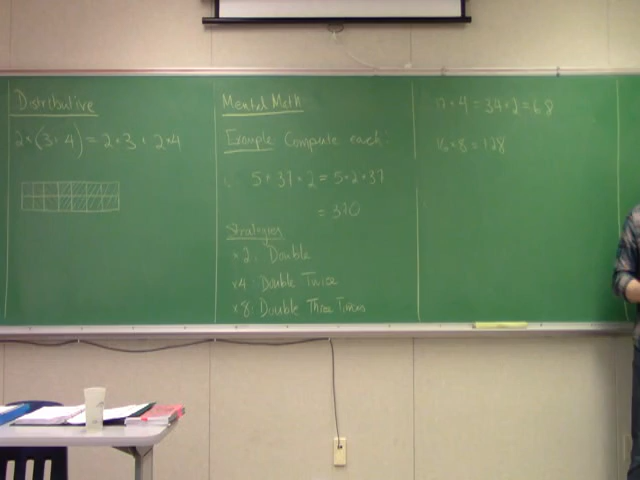 Distributive
2×(3+4) = 2×3 + 2×4
Mental Math
Example: Compute each:
1. 5×37×2 = 5×2×37
= 370
Strategies
×2: Double
×4: Double Twice
×8: Double Three Times
17×4 = 34×2 = 68
16×8 = 128